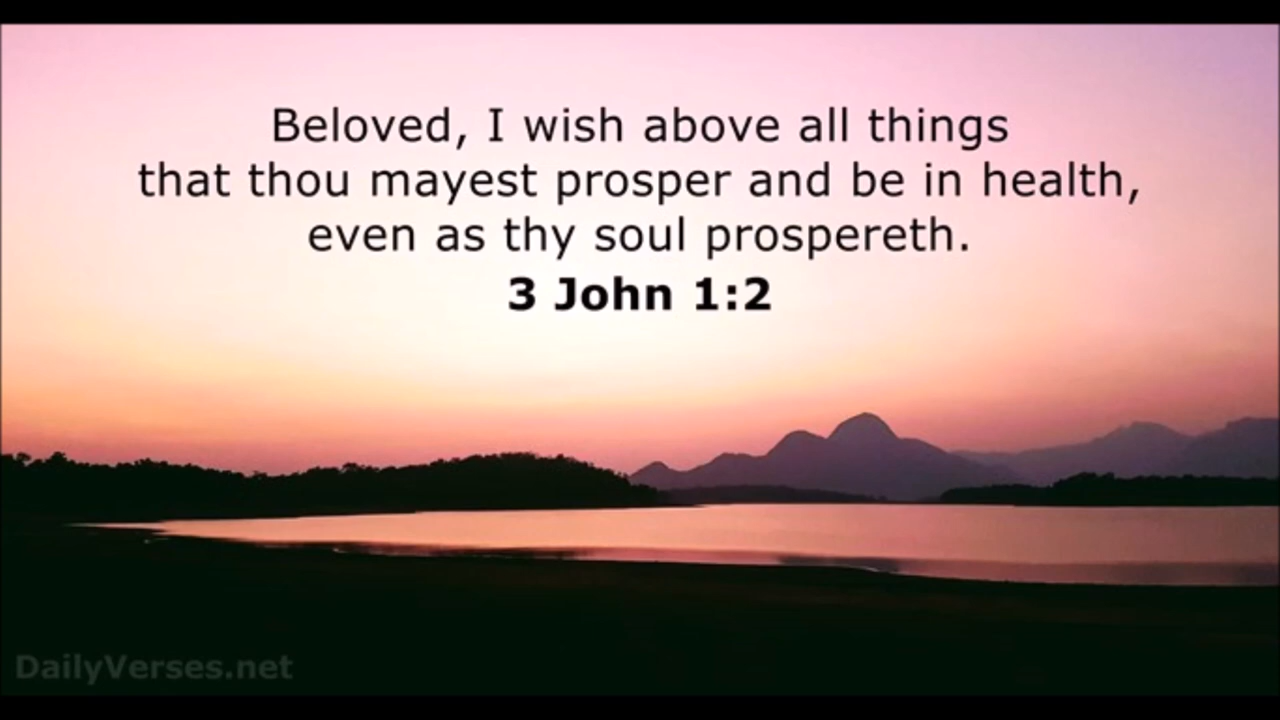 Beloved, I wish above all things
that thou mayest prosper and be in health,
even as thy soul prospereth.
3 John 1:2
DailyVerses.net